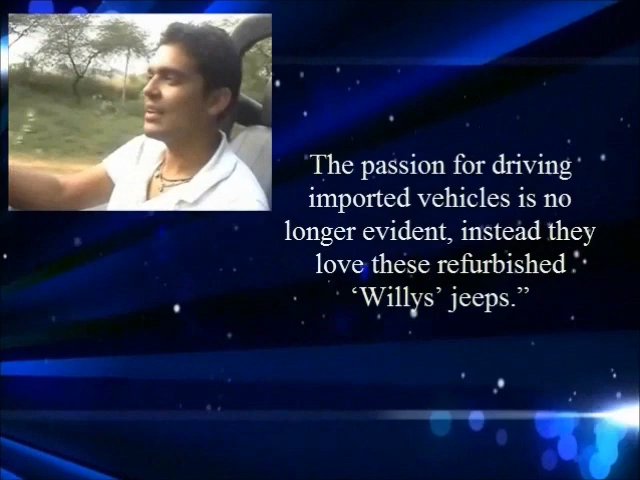 The passion for driving
imported vehicles is no
longer evident, instead they
love these refurbished
‘Willys’ jeeps.”